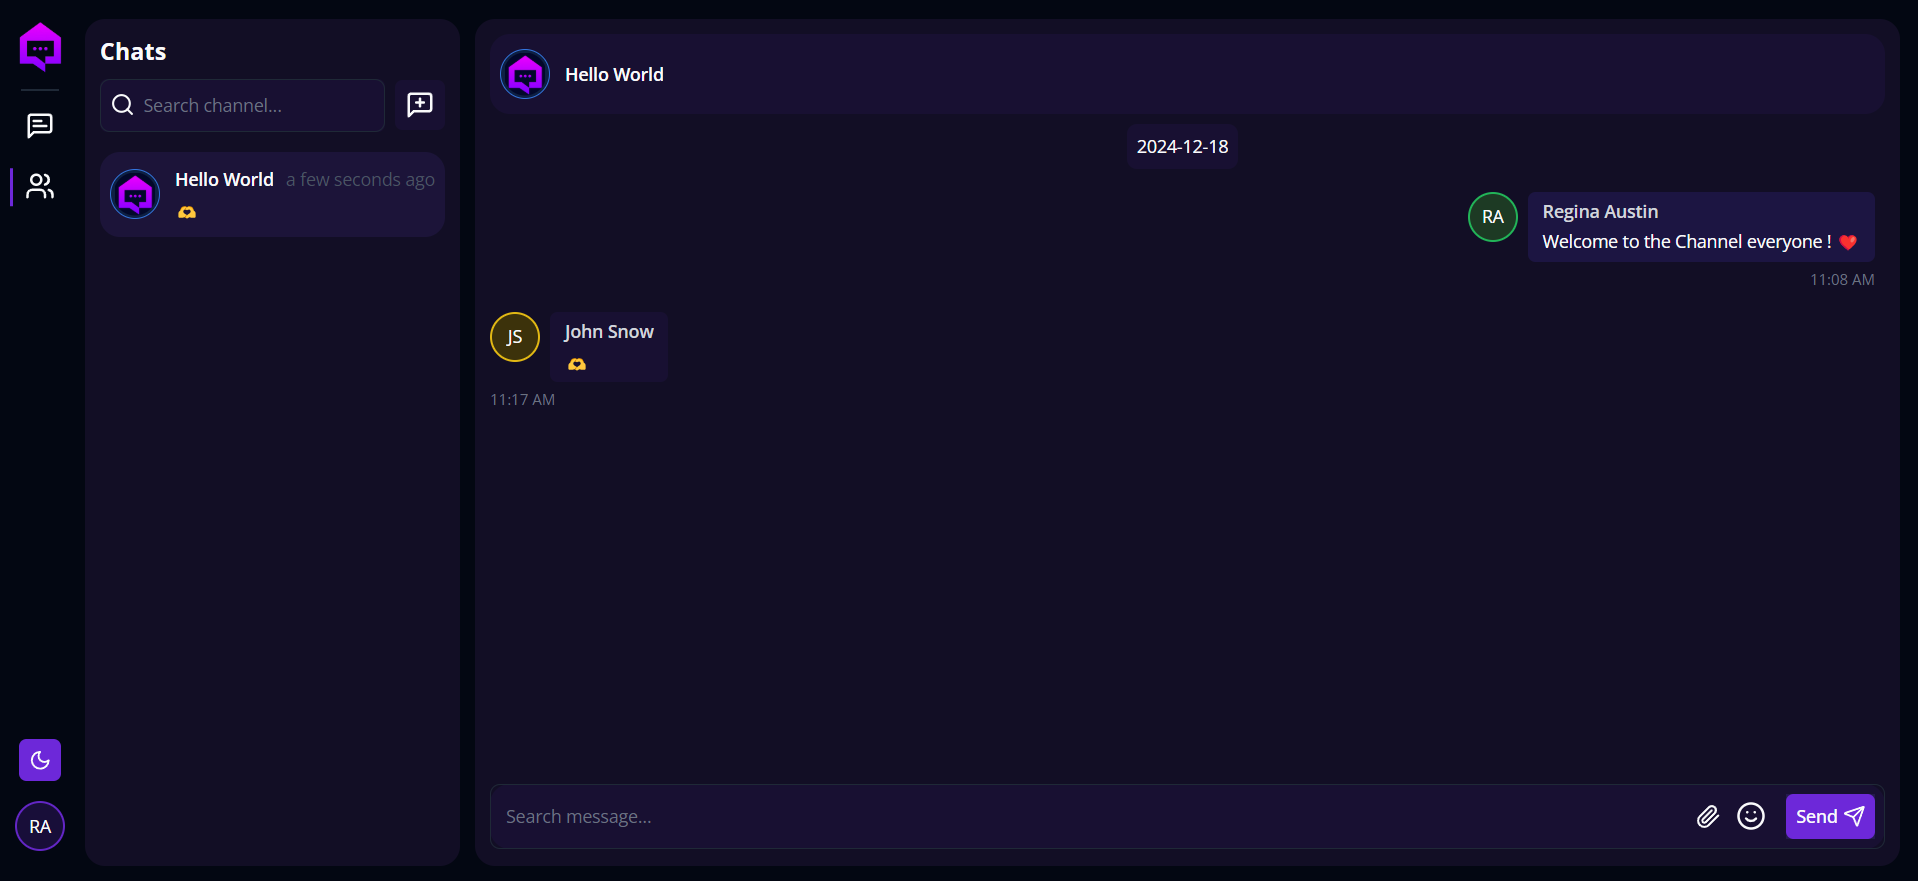 Chats
Search channel...
Hello World a few seconds ago
🫶
RA
Hello World
2024-12-18
RA
Regina Austin
Welcome to the Channel everyone ! ❤️
11:08 AM
JS
John Snow
🫶
11:17 AM
Search message...
Send